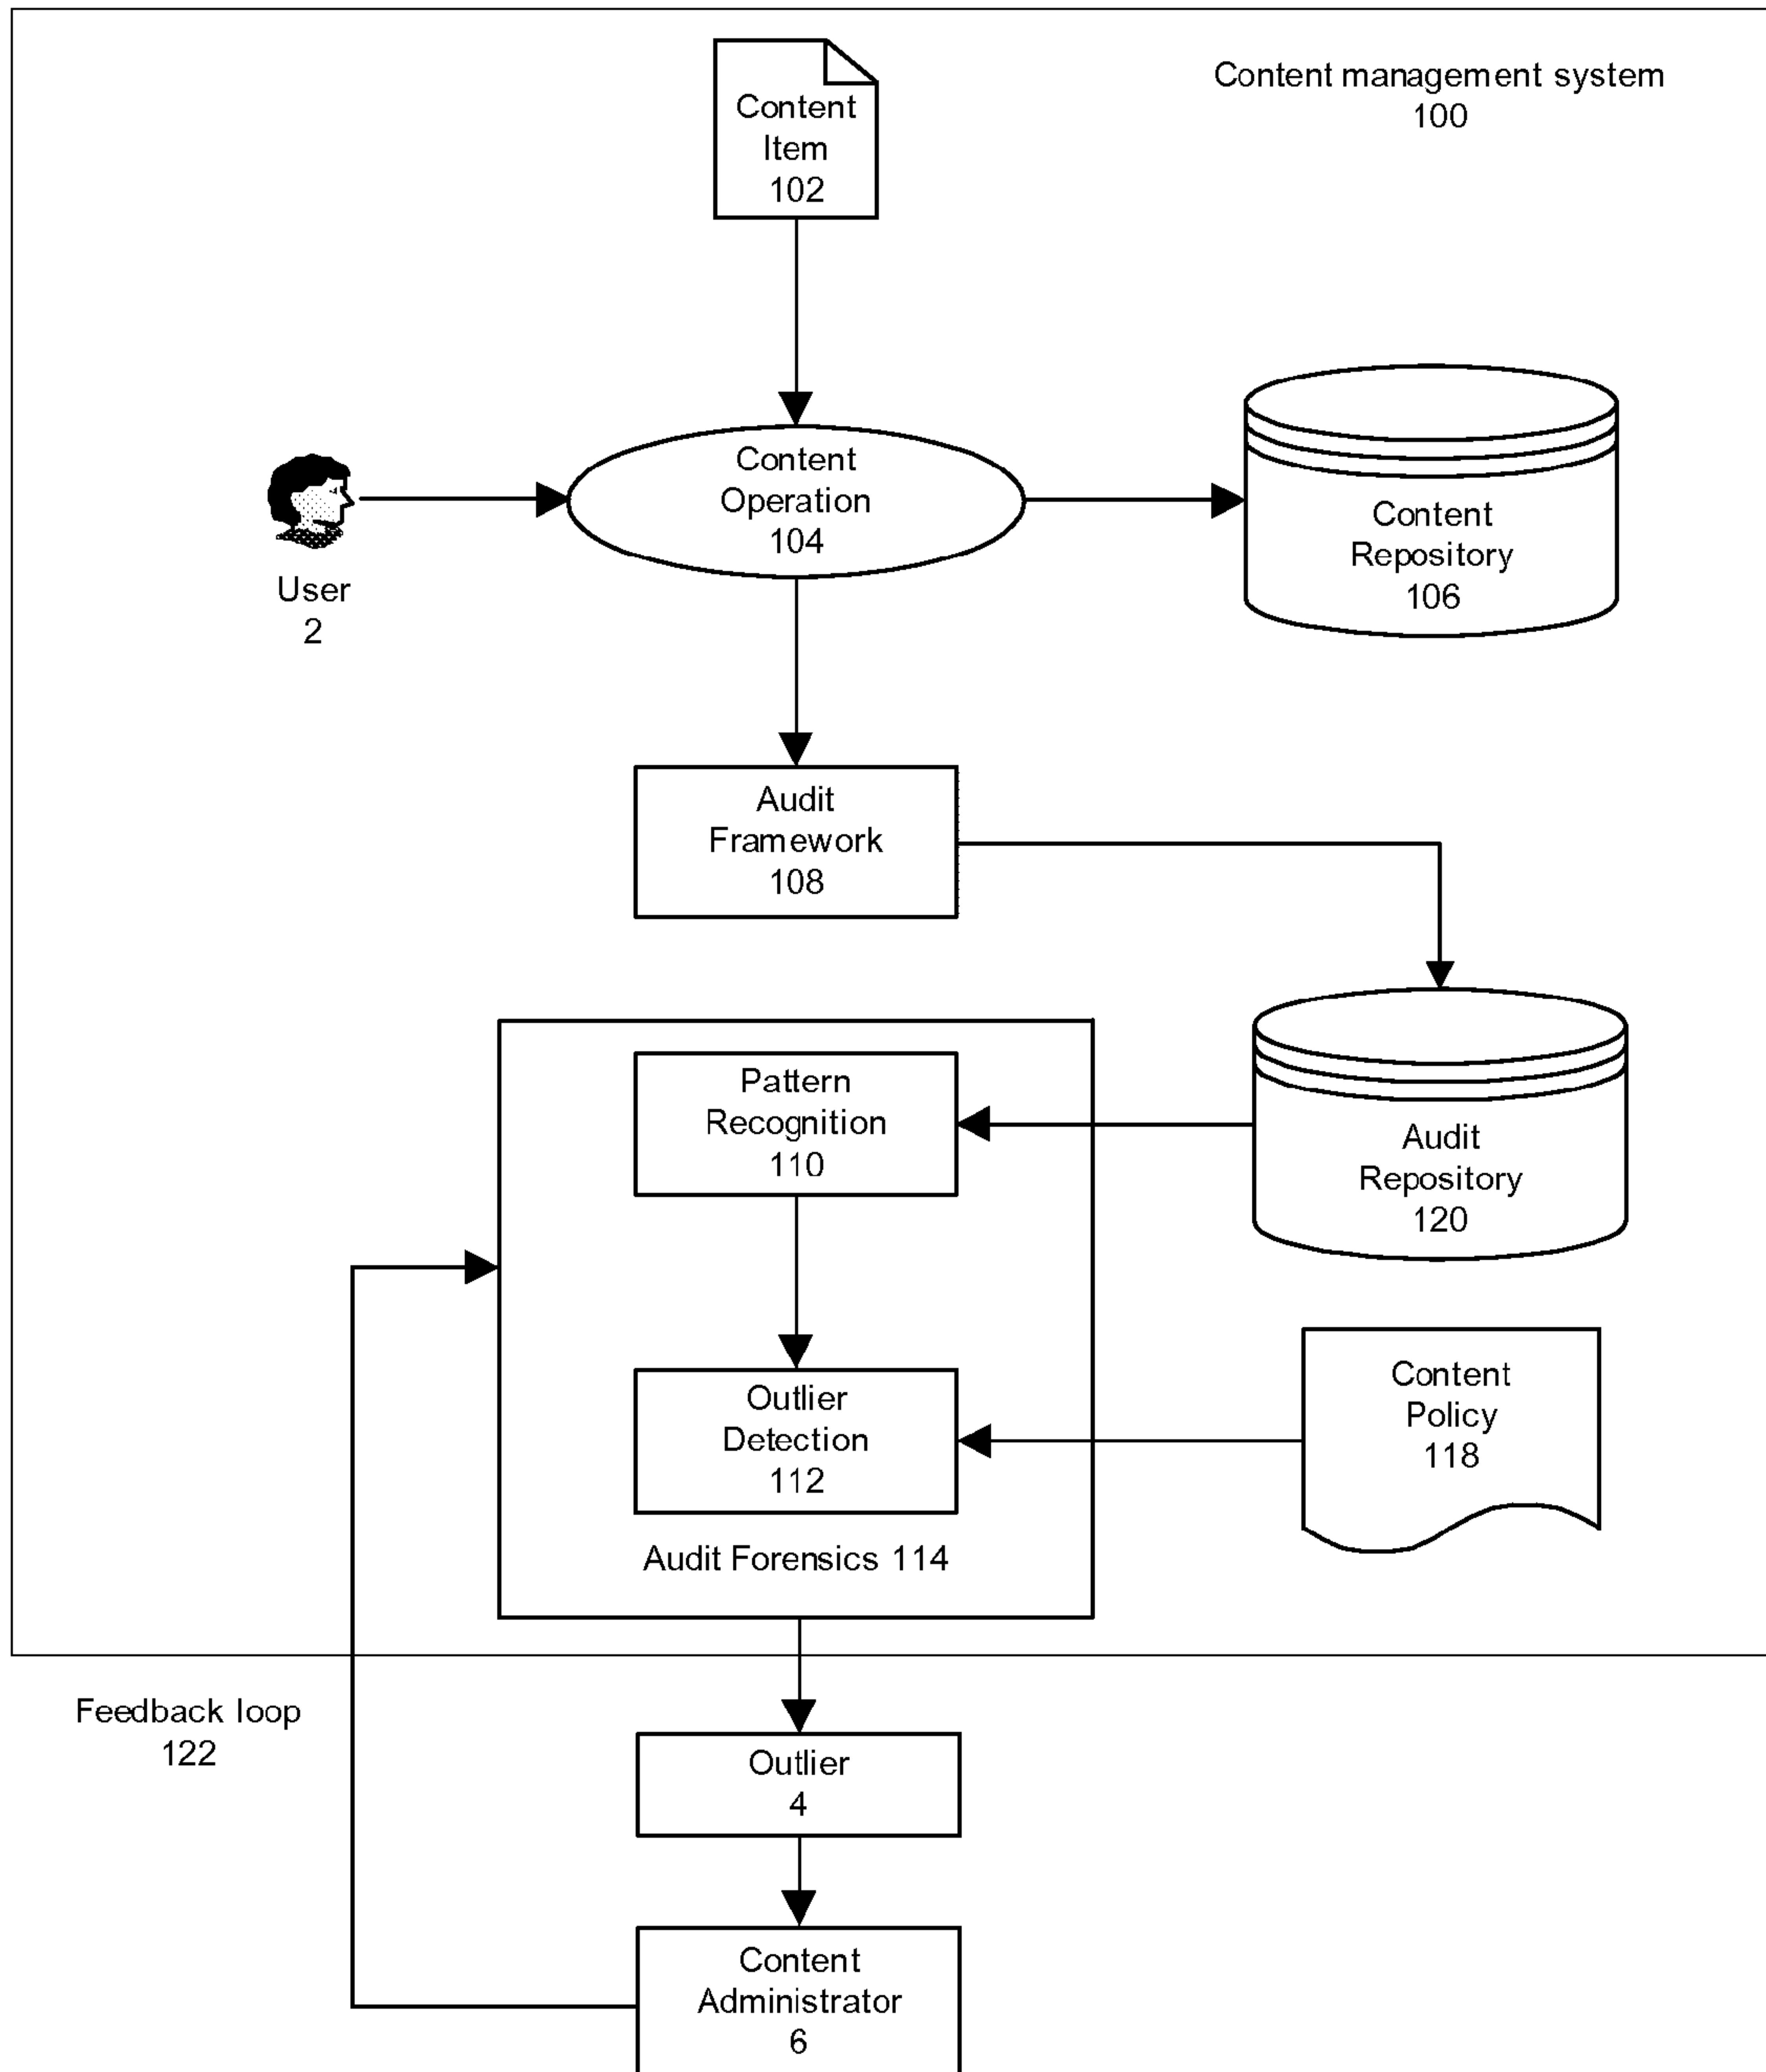 Content management system
100
Content
Item
102
Content
Operation
104
Content
Repository
106
User
2
Audit
Framework
108
Pattern
Recognition
110
Audit
Repository
120
Outlier
Detection
112
Content
Policy
118
Audit Forensics 114
Feedback loop
122
Outlier
4
Content
Administrator
6